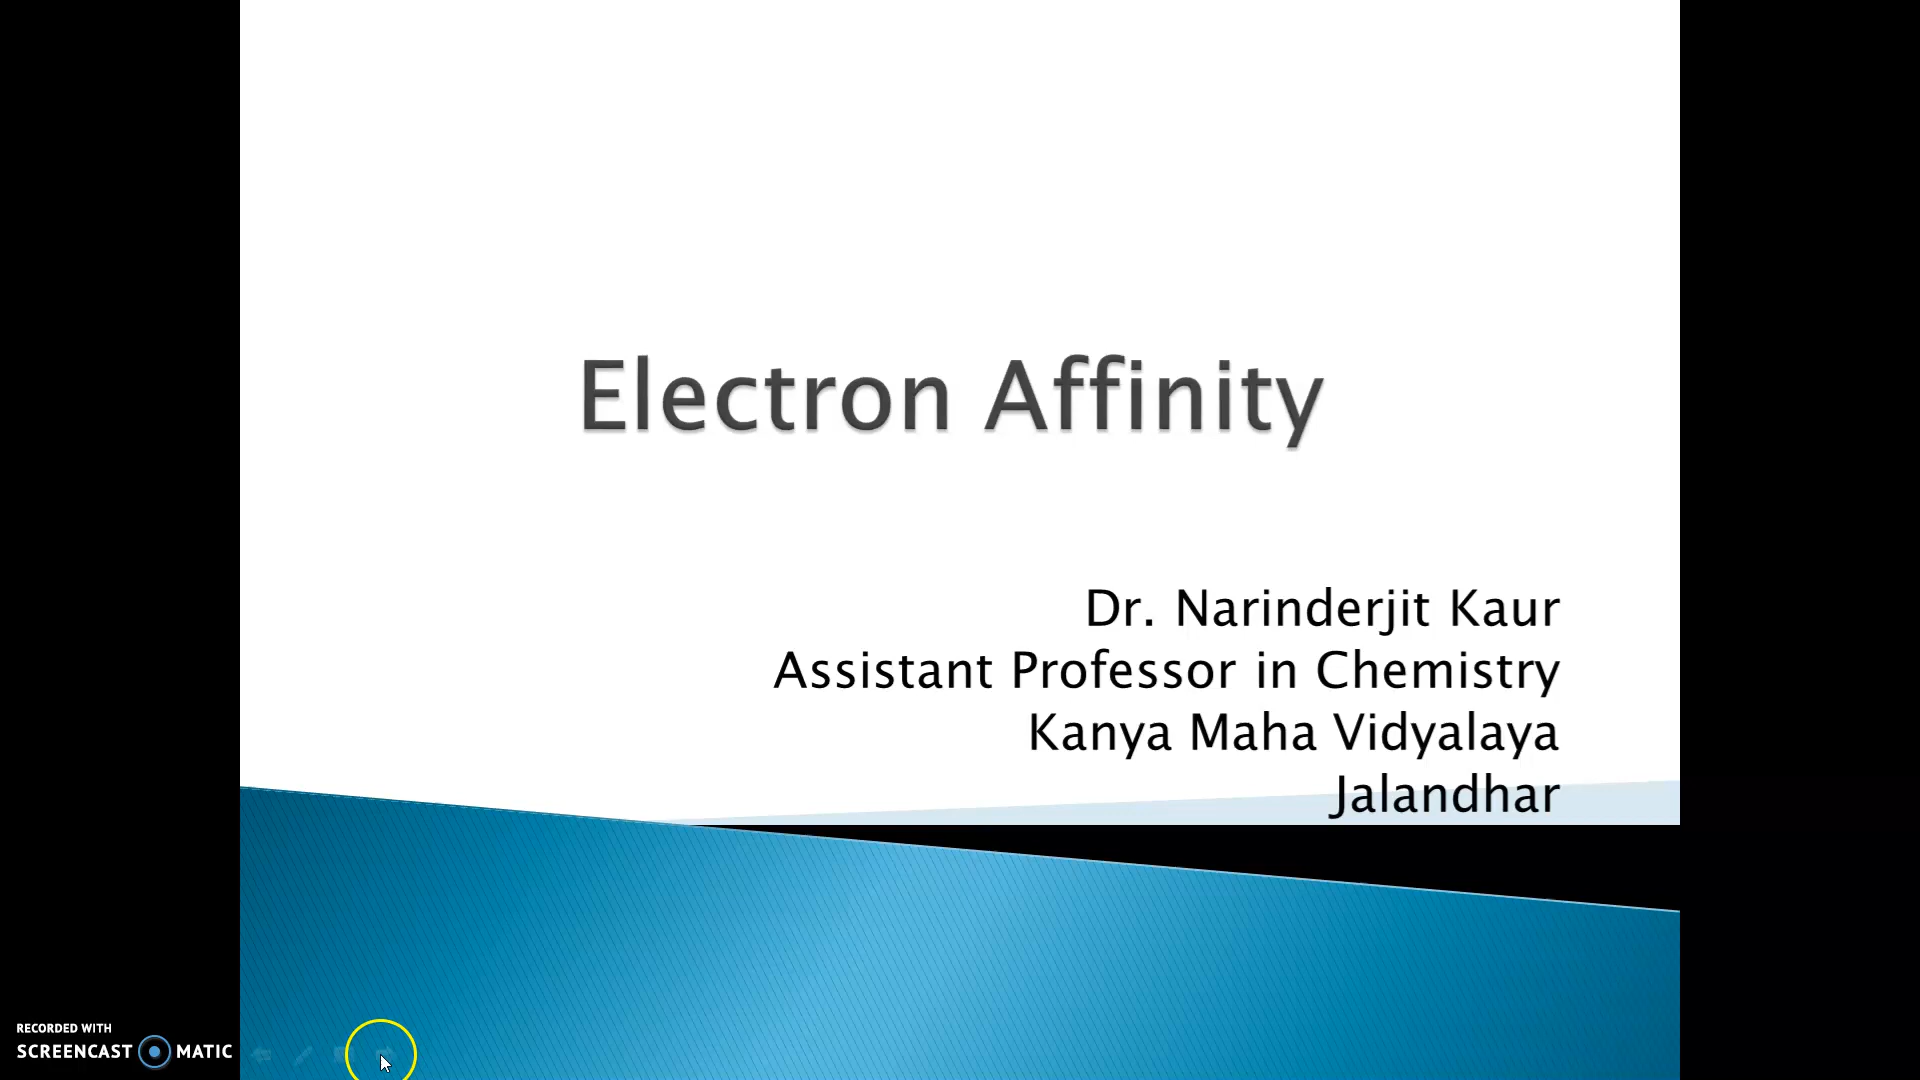 Electron Affinity
Dr. Narinderjit Kaur
Assistant Professor in Chemistry
Kanya Maha Vidyalaya
Jalandhar
RECORDED WITH
SCREENCAST MATIC